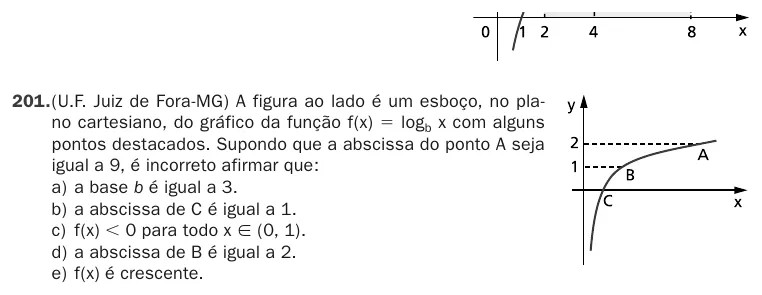 0 1 2 4 8 x
201.(U.F. Juiz de Fora-MG) A figura ao lado é um esboço, no pla-
no cartesiano, do gráfico da função f(x) = log_b x com alguns
pontos destacados. Supondo que a abscissa do ponto A seja
igual a 9, é incorreto afirmar que:
a) a base b é igual a 3.
b) a abscissa de C é igual a 1.
c) f(x) < 0 para todo x ∈ (0, 1).
d) a abscissa de B é igual a 2.
e) f(x) é crescente.
y
2
A
1
B
C
x